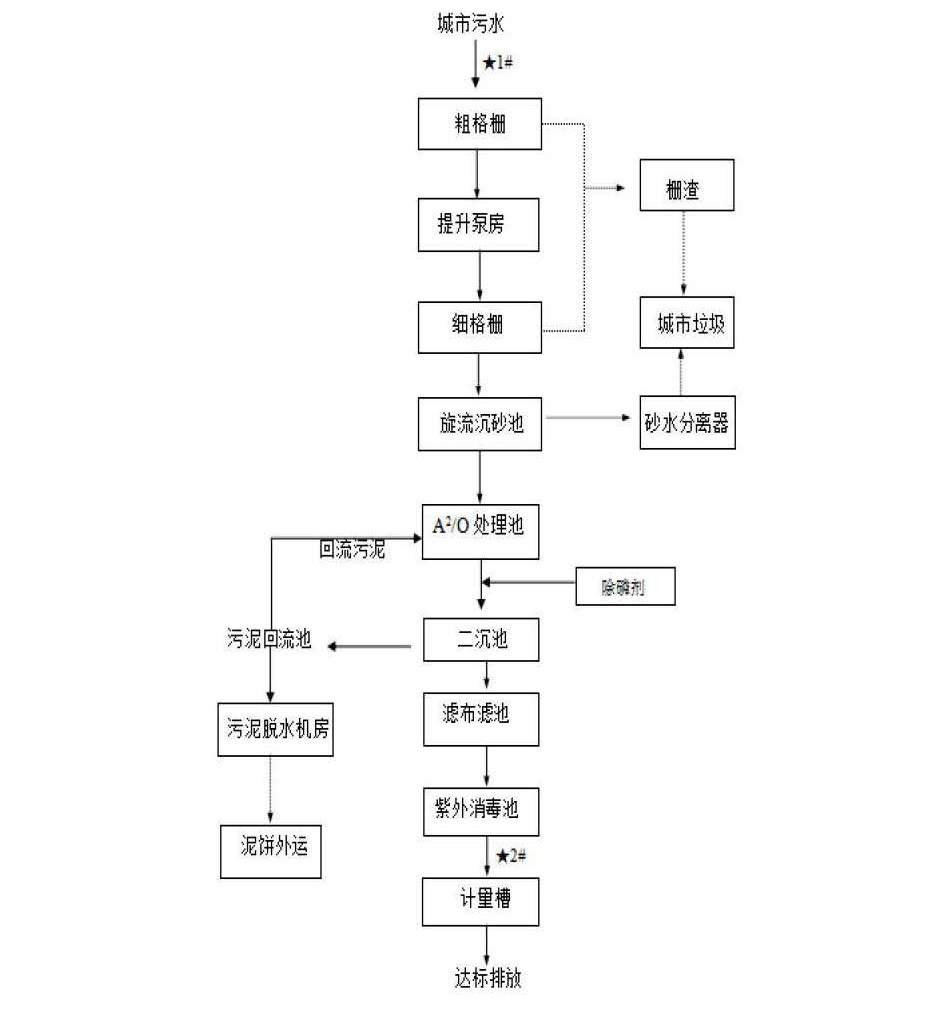 城市污水
★1#
粗格栅
栅渣
提升泵房
细格栅
城市垃圾
旋流沉砂池
砂水分离器
A²/O 处理池
回流污泥
除磷剂
污泥回流池
二沉池
滤布滤池
污泥脱水机房
紫外消毒池
泥饼外运
★2#
计量槽
达标排放